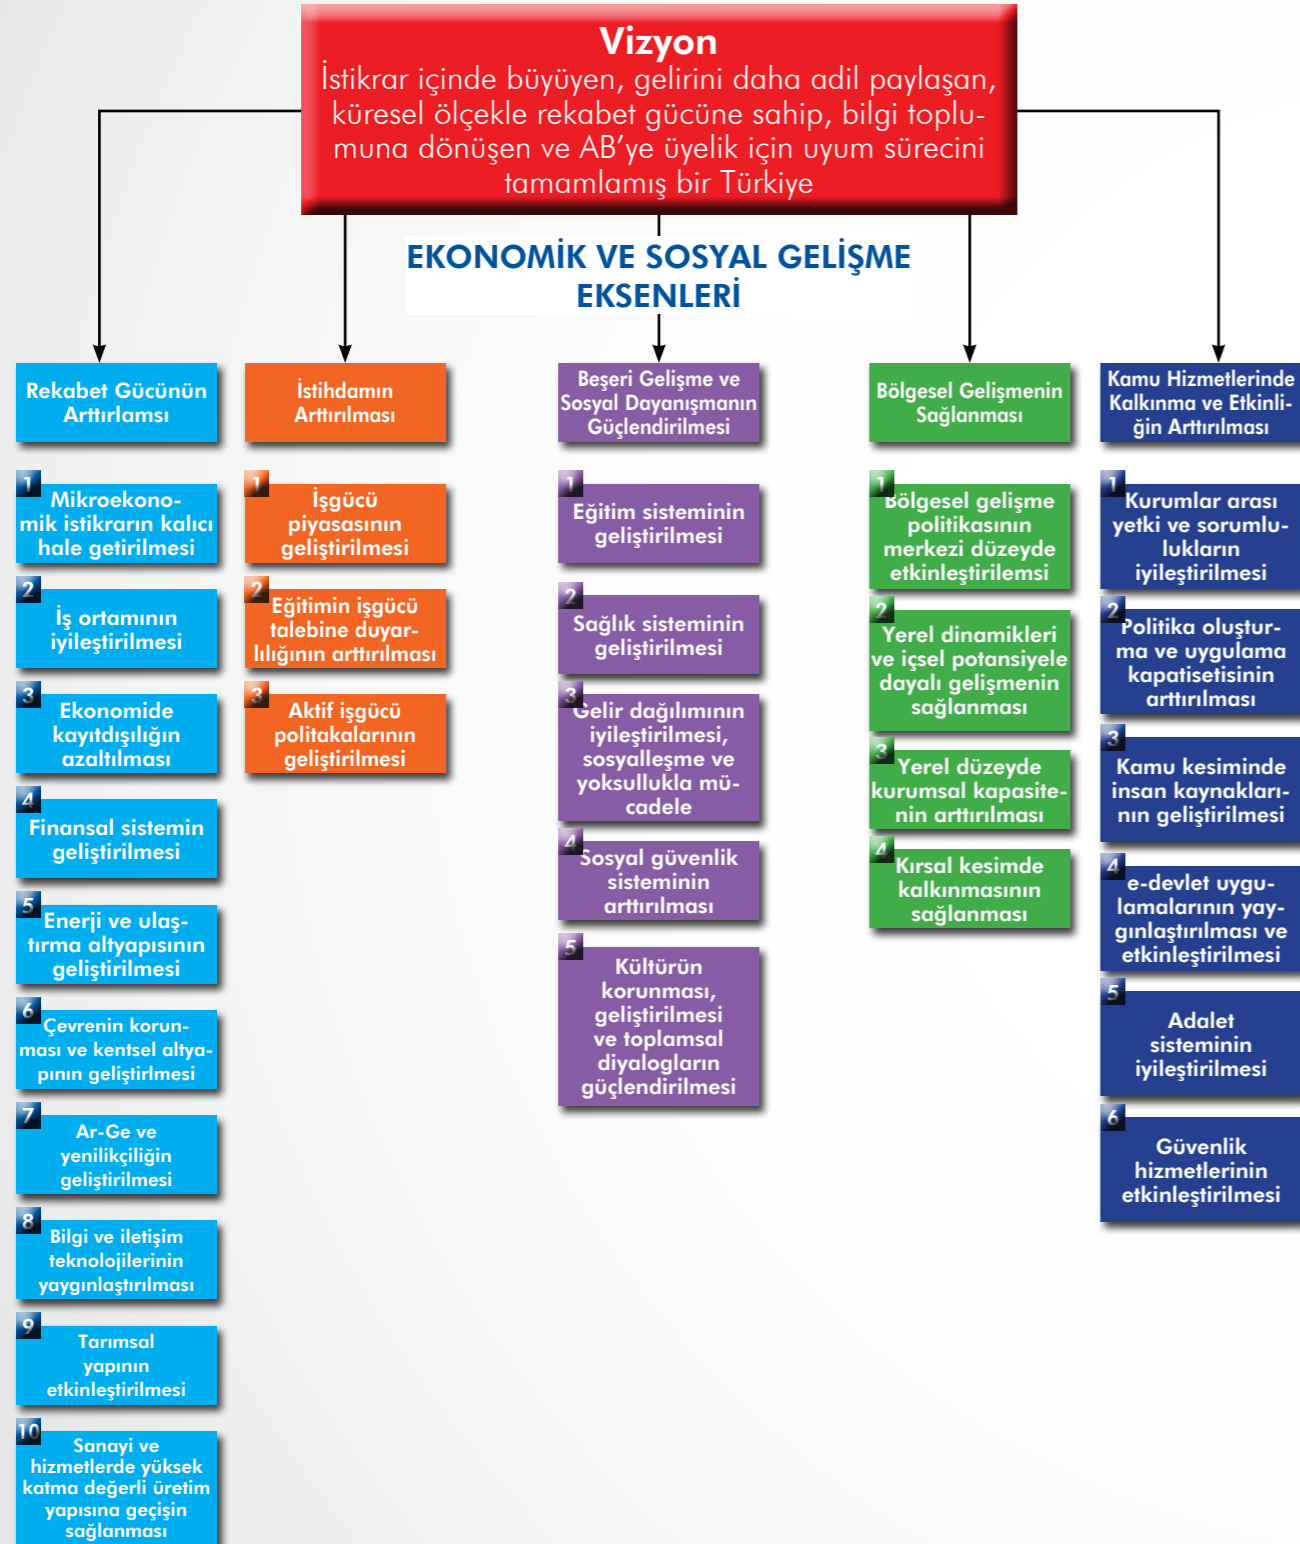 Vizyon
İstikrar içinde büyüyen, gelirini daha adil paylaşan,
küresel ölçekle rekabet gücüne sahip, bilgi toplu-
muna dönüşen ve AB’ye üyelik için uyum sürecini
tamamlamış bir Türkiye
EKONOMİK VE SOSYAL GELİŞME
EKSENLERİ
Rekabet Gücünün
Arttırlamsı
1
Mikroekono-
mik istikrarın kalıcı
hale getirilmesi
2
İş ortamının
iyileştirilmesi
3
Ekonomide
kayıtdışılığın
azaltılması
4
Finansal sistemin
geliştirilmesi
5
Enerji ve ulaş-
tırma altyapısının
geliştirilmesi
6
Çevrenin korun-
ması ve kentsel altya-
pının geliştirlmesi
7
Ar-Ge ve
yenilikçiliğin
geliştirilmesi
8
Bilgi ve iletişim
teknolojilerinin
yaygınlaştırılması
9
Tarımsal
yapının
etkinleştirilmesi
10
Sanayi ve
hizmetlerde yüksek
katma değerli üretim
yapısına geçişin
sağlanması
İstihdamın
Arttırılması
1
İşgücü
piyasasının
geliştirilmesi
2
Eğitimin işgücü
talebine duyar-
lılığının arttırılması
3
Aktif işgücü
politakalarının
geliştirilmesi
Beşeri Gelişme ve
Sosyal Dayanışmanın
Güçlendirilmesi
1
Eğitim sisteminin
geliştirilmesi
2
Sağlık sisteminin
geliştirilmesi
3
Gelir dağılımının
iyileştirilmesi,
sosyalleşme ve
yoksullukla mü-
cadele
4
Sosyal güvenlik
sisteminin
arttırılması
5
Kültürün
korunması,
geliştirilmesi
ve toplamsal
diyalogların
güçlendirilmesi
Bölgesel Gelişmenin
Sağlanması
1
Bölgesel gelişme
politikasının
merkezi düzeyde
etkinleştirilemsi
2
Yerel dinamikleri
ve içsel potansiyele
dayalı gelişmenin
sağlanması
3
Yerel düzeyde
kurumsal kapasite-
nin arttırılması
4
Kırsal kesimde
kalkınmasının
sağlanması
Kamu Hizmetlerinde
Kalkınma ve Etkinli-
ğin Arttırılması
1
Kurumlar arası
yetki ve sorumlu-
lukların
iyileştirilmesi
2
Politika oluştur-
ma ve uygulama
kapatisetisinin
arttırılması
3
Kamu kesiminde
insan kaynakları-
nın geliştirilmesi
4
e-devlet uygu-
lamalarının yay-
gınlaştırılması ve
etkinleştirilmesi
5
Adalet
sisteminin
iyileştirilmesi
6
Güvenlik
hizmetlerinin
etkinleştirilmesi